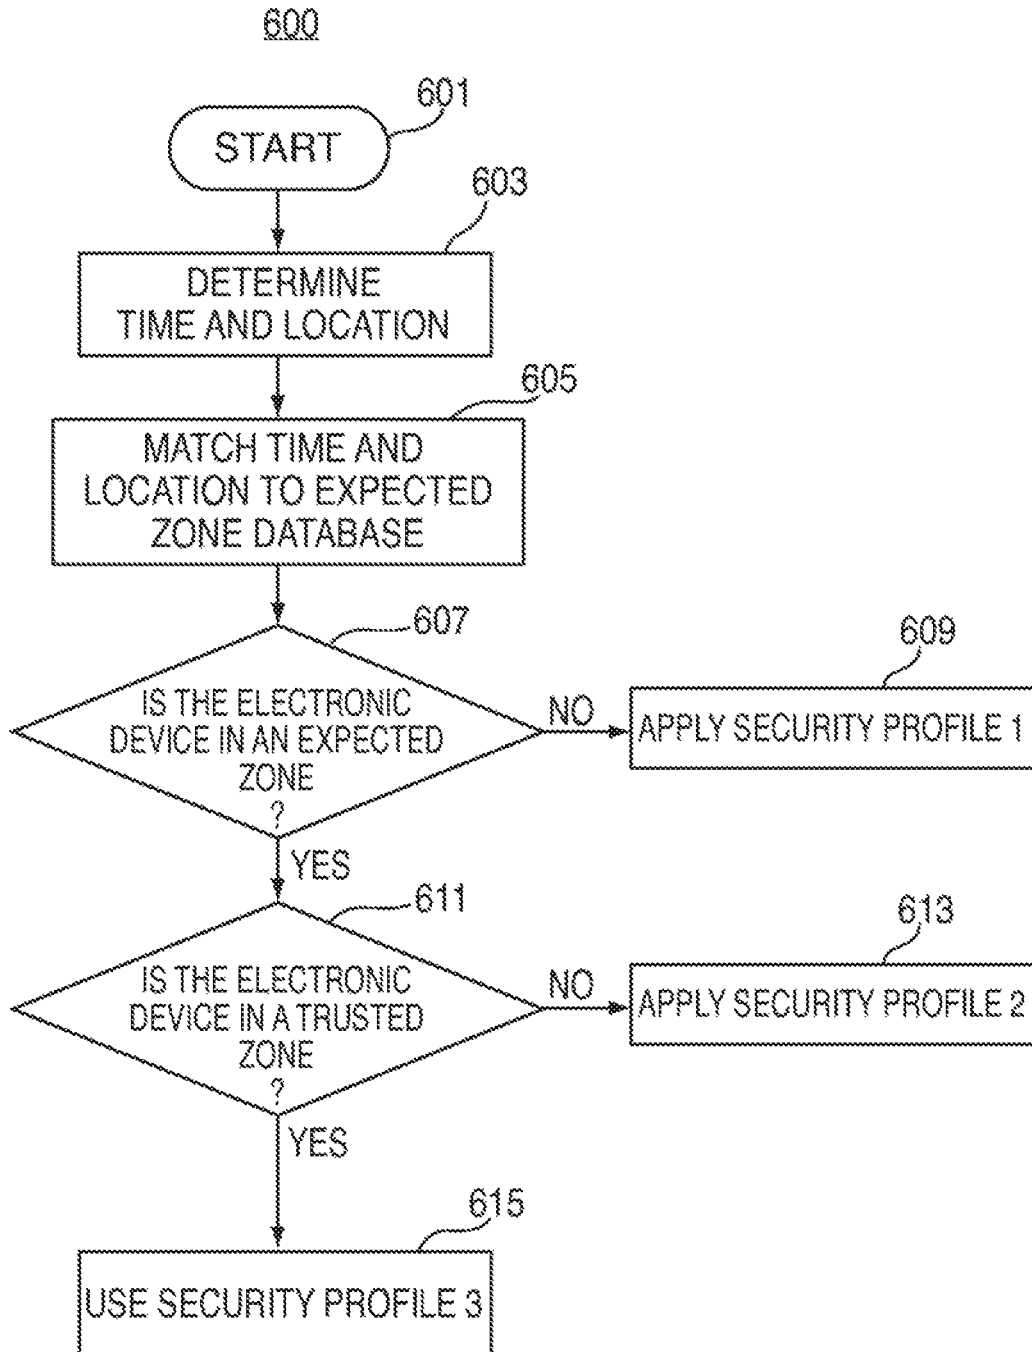 600
601
START
603
DETERMINE
TIME AND LOCATION
605
MATCH TIME AND
LOCATION TO EXPECTED
ZONE DATABASE
607
IS THE ELECTRONIC
DEVICE IN AN EXPECTED
ZONE
?
NO
609
APPLY SECURITY PROFILE 1
YES
611
IS THE ELECTRONIC
DEVICE IN A TRUSTED
ZONE
?
NO
613
APPLY SECURITY PROFILE 2
YES
615
USE SECURITY PROFILE 3